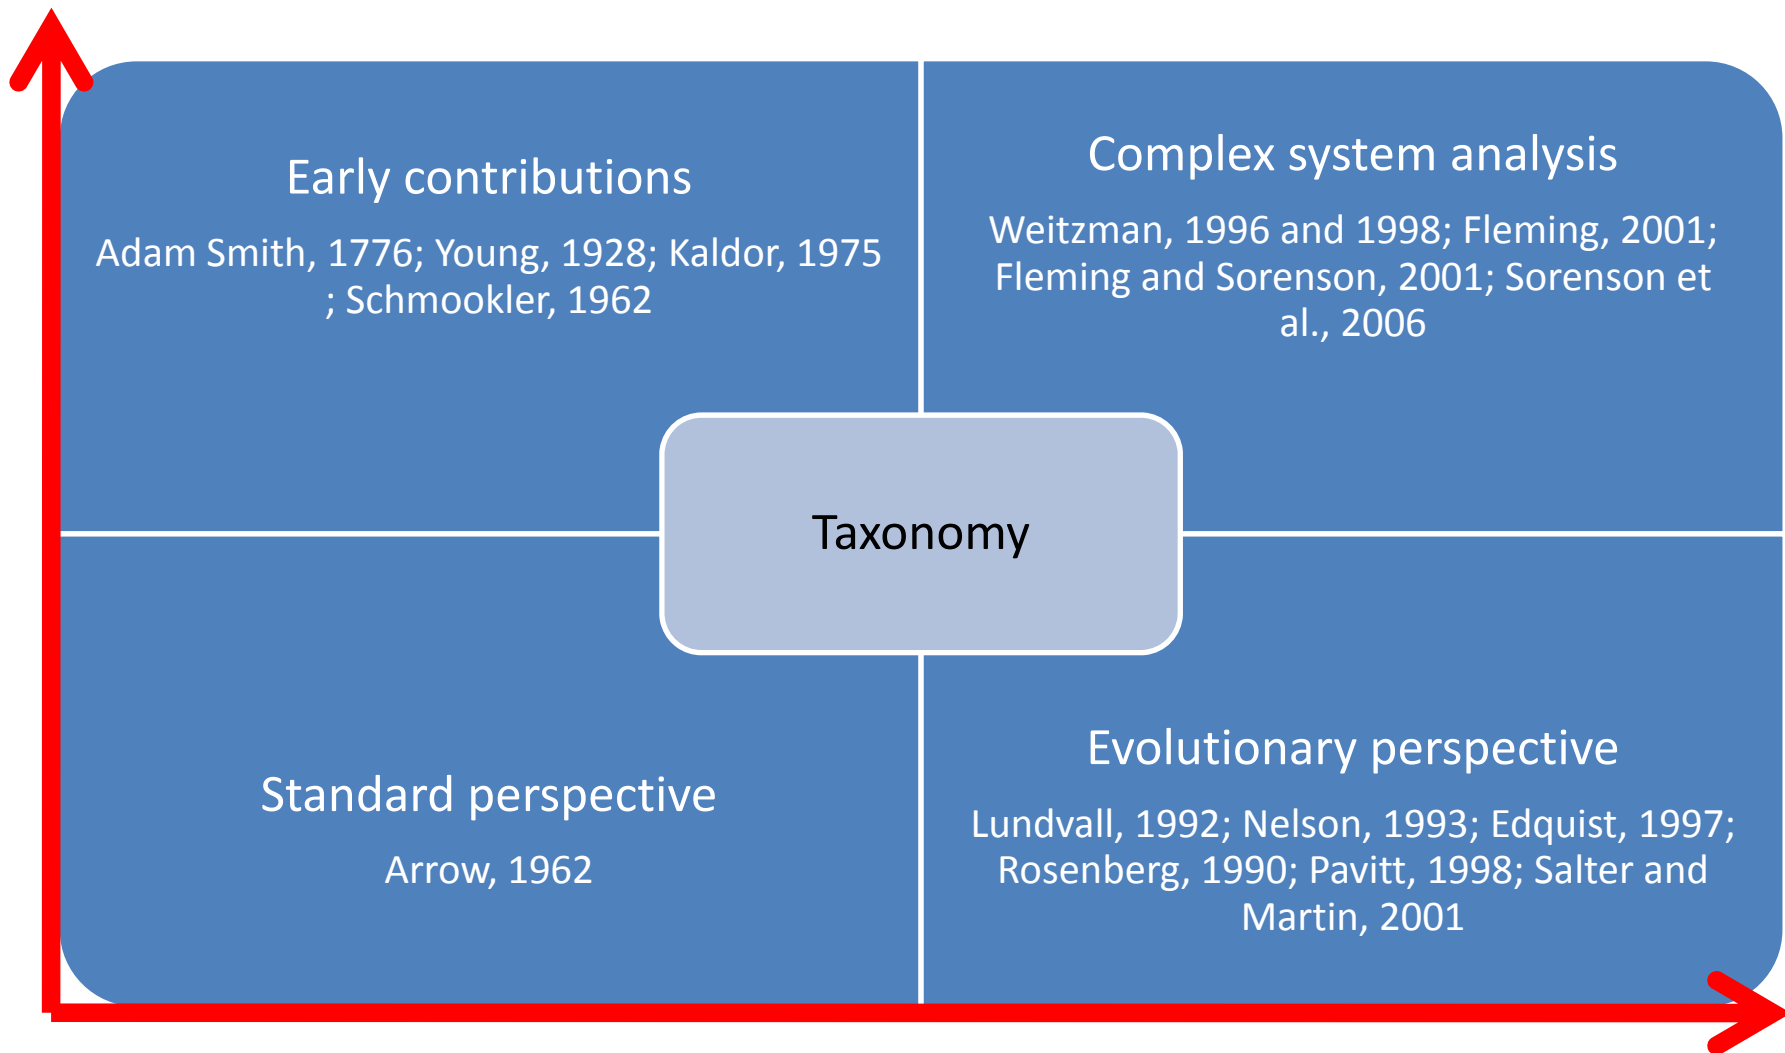 Early contributions
Adam Smith, 1776; Young, 1928; Kaldor, 1975
; Schmookler, 1962
Complex system analysis
Weitzman, 1996 and 1998; Fleming, 2001;
Fleming and Sorenson, 2001; Sorenson et
al., 2006
Taxonomy
Standard perspective
Arrow, 1962
Evolutionary perspective
Lundvall, 1992; Nelson, 1993; Edquist, 1997;
Rosenberg, 1990; Pavitt, 1998; Salter and
Martin, 2001